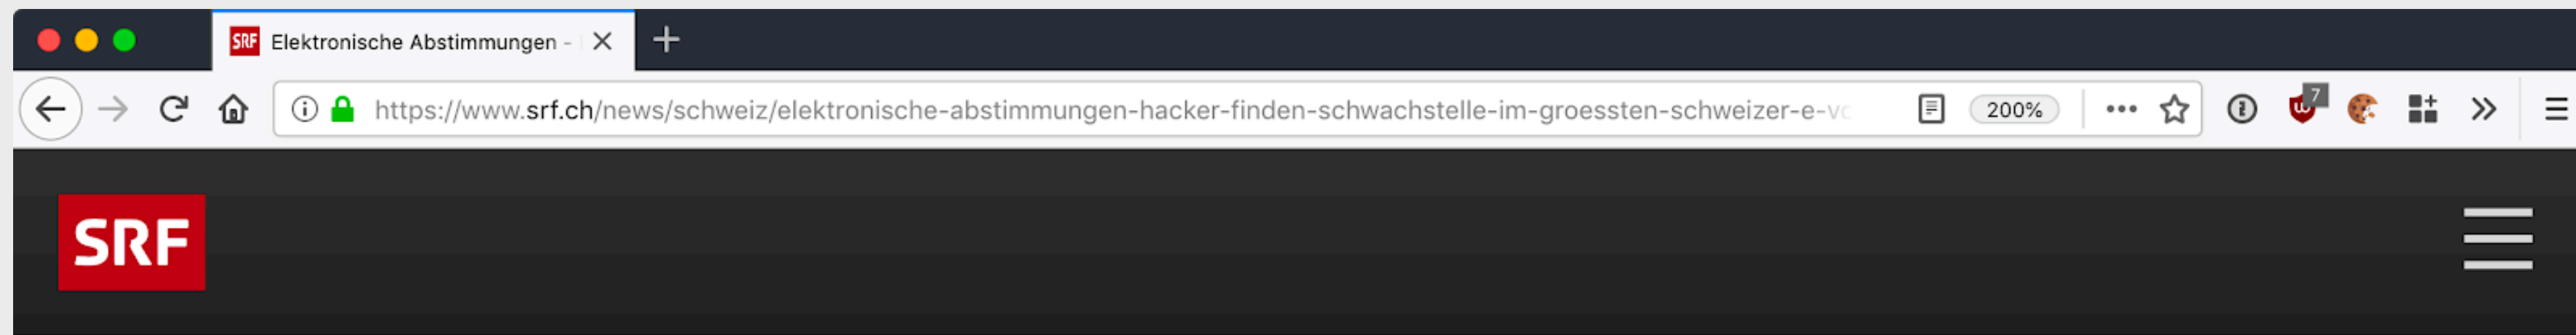 SRF Elektronische Abstimmungen -
https://www.srf.ch/news/schweiz/elektronische-abstimmungen-hacker-finden-schwachstelle-im-groessten-schweizer-e-vo 200% 7
SRF